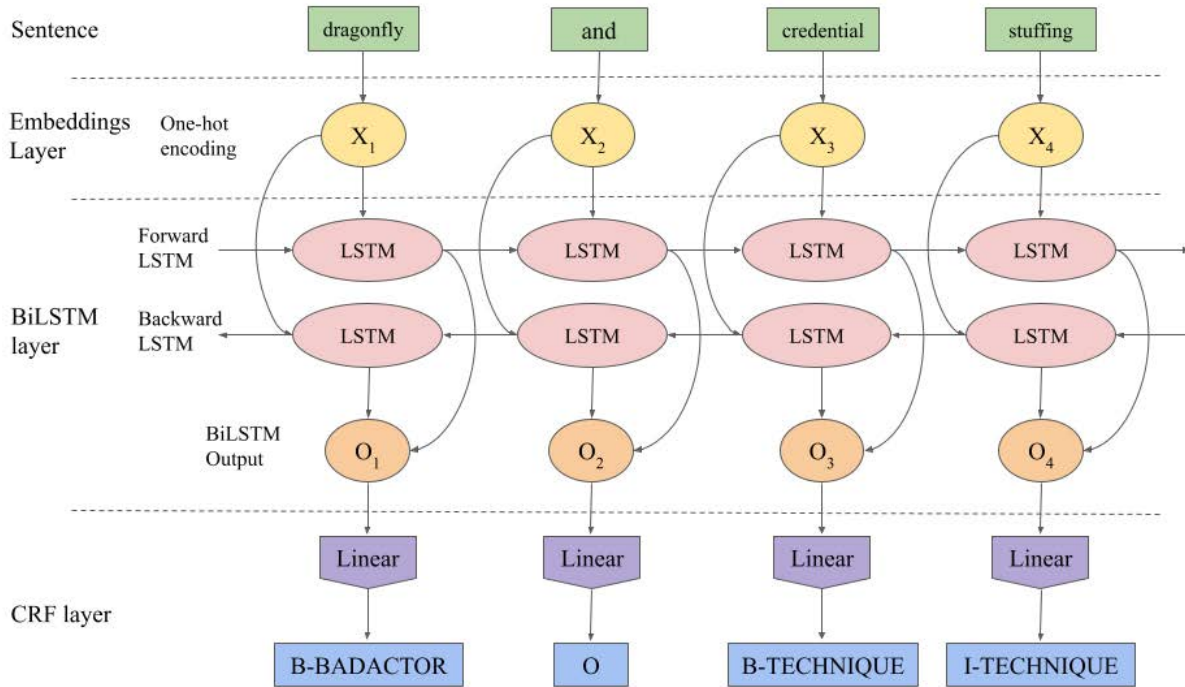 Sentence
dragonfly
and
credential
stuffing
Embeddings
Layer
One-hot
encoding
X₁
X₂
X₃
X₄
Forward
LSTM
LSTM
LSTM
LSTM
LSTM
BiLSTM
layer
Backward
LSTM
LSTM
LSTM
LSTM
LSTM
BiLSTM
Output
O₁
O₂
O₃
O₄
Linear
Linear
Linear
Linear
CRF layer
B-BADACTOR
O
B-TECHNIQUE
I-TECHNIQUE